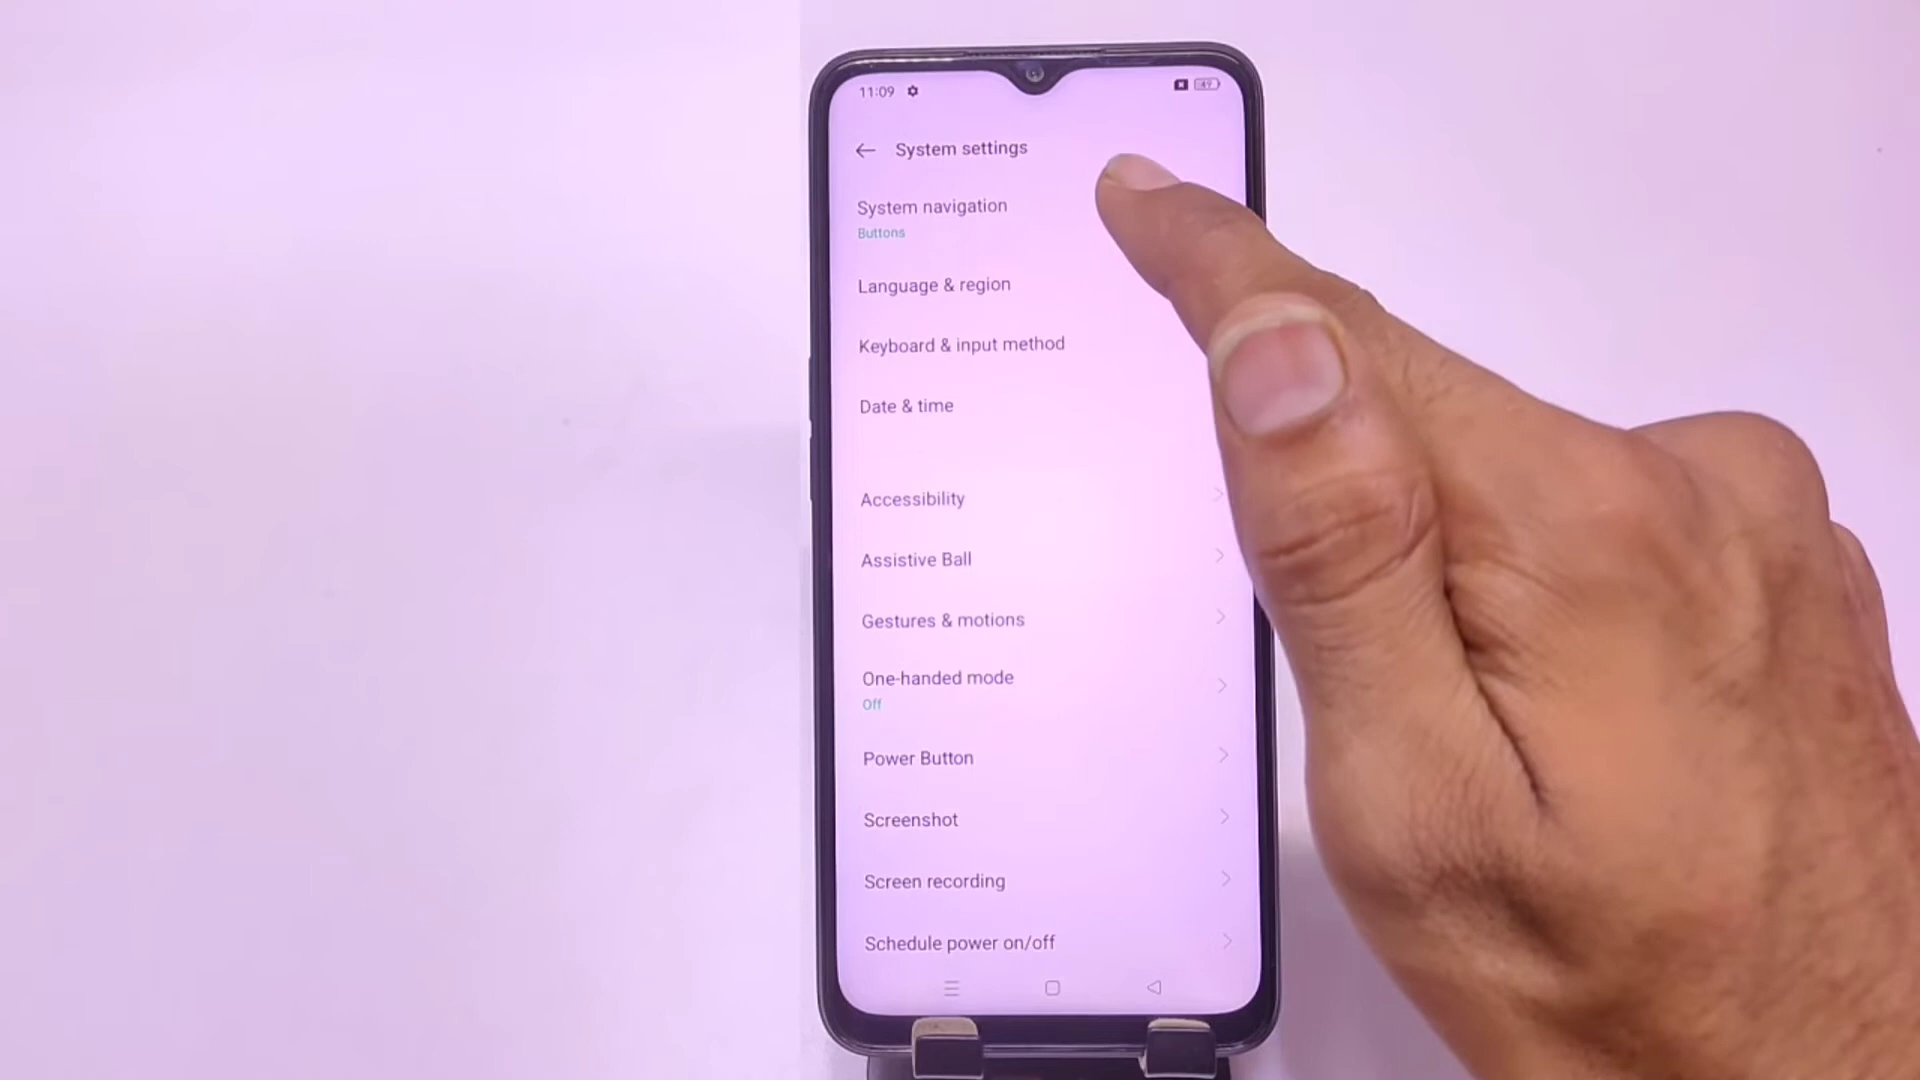 11:09
49
System settings
System navigation
Buttons
Language & region
Keyboard & input method
Date & time
Accessibility
Assistive Ball
Gestures & motions
One-handed mode
Off
Power Button
Screenshot
Screen recording
Schedule power on/off